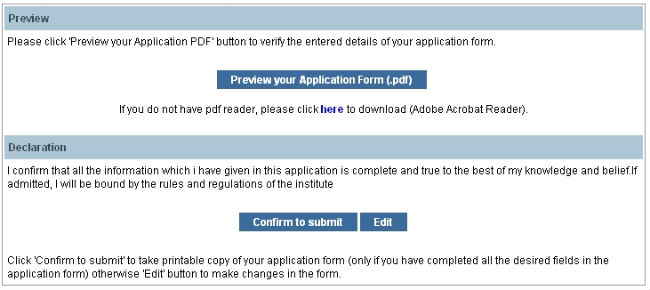 Preview
Please click 'Preview your Application PDF' button to verify the entered details of your application form.
Preview your Application Form (.pdf)
If you do not have pdf reader, please click here to download (Adobe Acrobat Reader).
Declaration
I confirm that all the information which i have given in this application is complete and true to the best of my knowledge and belief.If
admitted, I will be bound by the rules and regulations of the institute
Confirm to submit Edit
Click 'Confirm to submit' to take printable copy of your application form (only if you have completed all the desired fields in the
application form) otherwise 'Edit' button to make changes in the form.